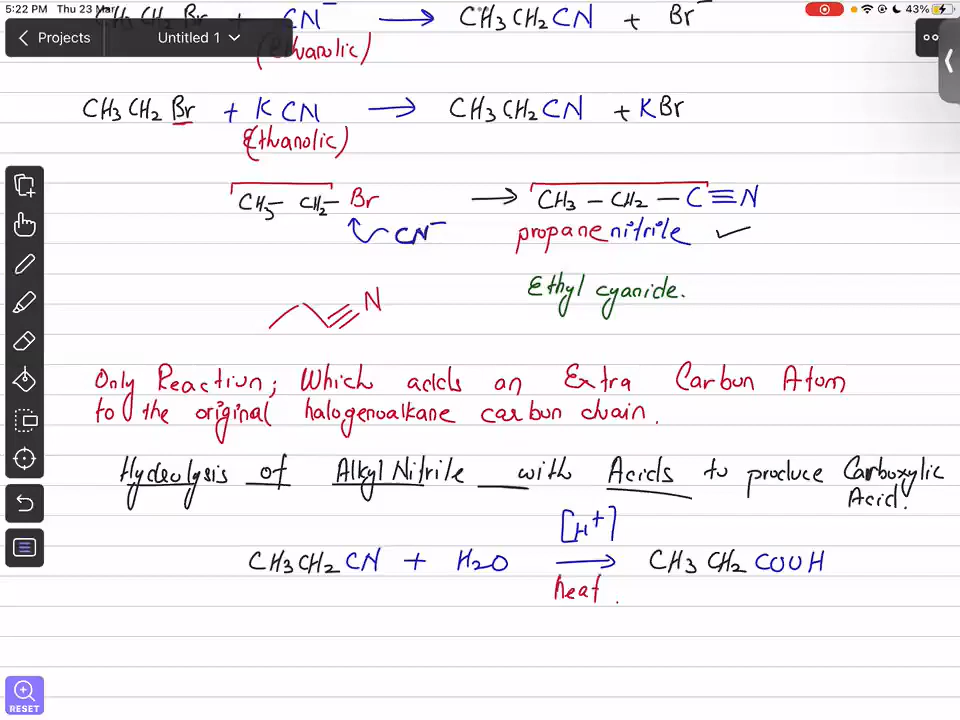 5:22 PM Thu 23 Mar
43%
CH3CH2Br + CN⁻ → CH3CH2CN + Br⁻
Projects
Untitled 1
(Ethanolic)
CH3CH2Br + KCN → CH3CH2CN + KBr
(Ethanolic)
CH3-CH2-Br → CH3-CH2-C≡N
CN⁻
propanenitrile ✓
Ethyl cyanide.
N
Only Reaction; Which adds an Extra Carbon Atom
to the original halogenoalkane carbon chain.
Hydrolysis of Alkyl Nitrile with Acids to produce Carboxylic
Acid.
[H⁺]
CH3CH2CN + H2O → CH3CH2COOH
heat.
RESET